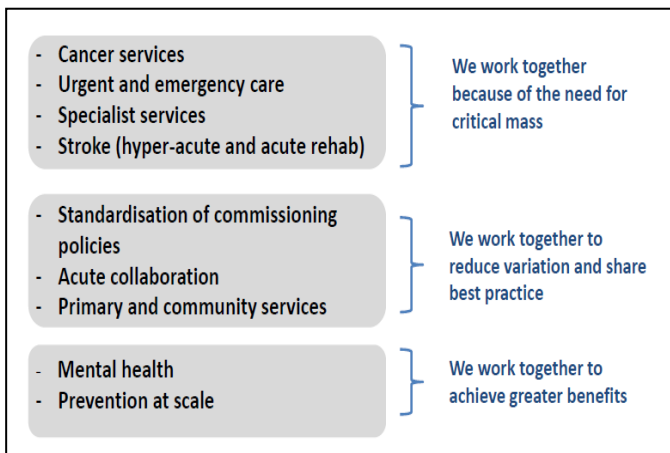 - Cancer services
- Urgent and emergency care
- Specialist services
- Stroke (hyper-acute and acute rehab)
We work together
because of the need for
critical mass
- Standardisation of commissioning
policies
- Acute collaboration
- Primary and community services
We work together to
reduce variation and share
best practice
- Mental health
- Prevention at scale
We work together to
achieve greater benefits